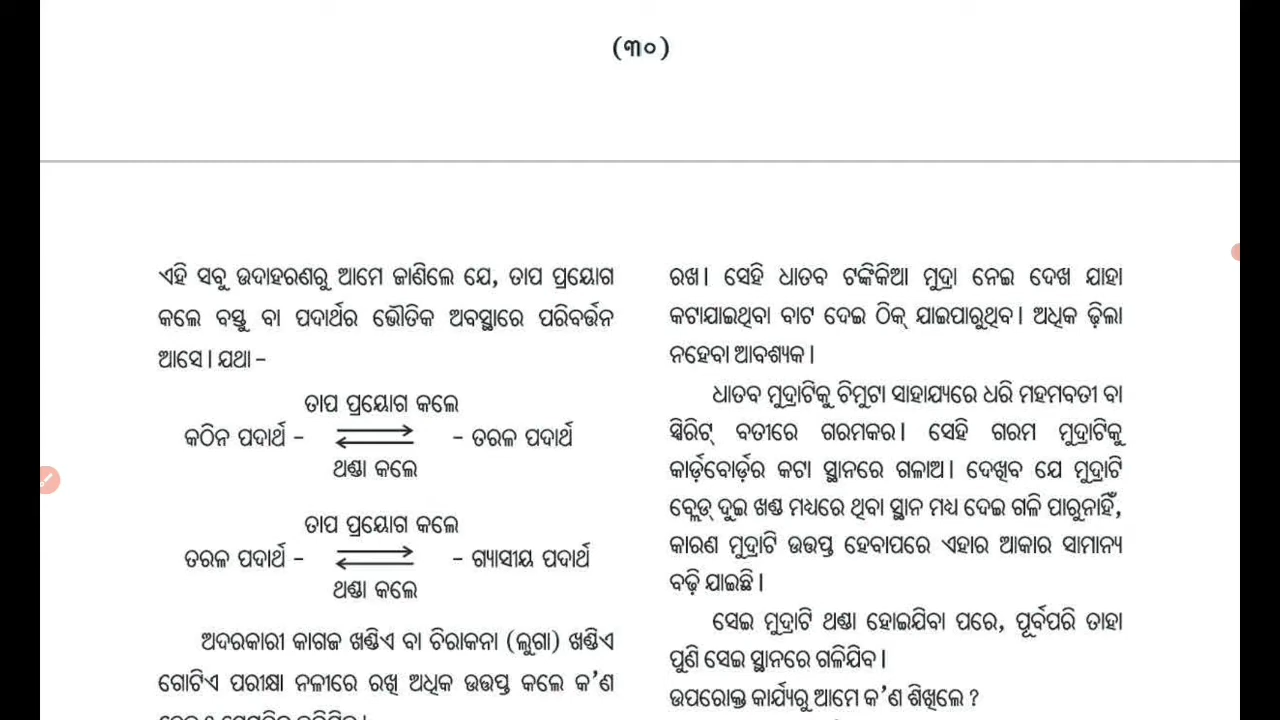 (୩୦)
ଏହି ସବୁ ଉଦାହରଣରୁ ଆମେ ଜାଣିଲେ ଯେ, ତାପ ପ୍ରୟୋଗ
କଲେ ବସ୍ତୁ ବା ପଦାର୍ଥର ଭୌତିକ ଅବସ୍ଥାରେ ପରିବର୍ତ୍ତନ
ଆସେ। ଯଥା –
ତାପ ପ୍ରୟୋଗ କଲେ
କଠିନ ପଦାର୍ଥ – – ତରଳ ପଦାର୍ଥ
ଥଣ୍ଡା କଲେ
ତାପ ପ୍ରୟୋଗ କଲେ
ତରଳ ପଦାର୍ଥ – – ଗ୍ୟାସୀୟ ପଦାର୍ଥ
ଥଣ୍ଡା କଲେ
ଅଦରକାରୀ କାଗଜ ଖଣ୍ଡିଏ ବା ଚିରାକନା (ଲୁଗା) ଖଣ୍ଡିଏ
ଗୋଟିଏ ପରୀକ୍ଷା ନଳୀରେ ରଖି ଅଧିକ ଉତ୍ତପ୍ତ କଲେ କ’ଣ
ରଖ। ସେହି ଧାତବ ଟଙ୍କିକିଆ ମୁଦ୍ରା ନେଇ ଦେଖ ଯାହା
କଟାଯାଇଥିବା ବାଟ ଦେଇ ଠିକ୍ ଯାଇପାରୁଥିବ। ଅଧିକ ଢ଼ିଲା
ନହେବା ଆବଶ୍ୟକ।
ଧାତବ ମୁଦ୍ରାଟିକୁ ଚିମୁଟା ସାହାଯ୍ୟରେ ଧରି ମହମବତୀ ବା
ସ୍ପିରିଟ୍ ବତୀରେ ଗରମକର। ସେହି ଗରମ ମୁଦ୍ରାଟିକୁ
କାର୍ଡ଼ବୋର୍ଡ଼ର କଟା ସ୍ଥାନରେ ଗଳାଅ। ଦେଖିବ ଯେ ମୁଦ୍ରାଟି
ବ୍ଲେଡ୍ ଦୁଇ ଖଣ୍ଡ ମଧ୍ୟରେ ଥିବା ସ୍ଥାନ ମଧ୍ୟ ଦେଇ ଗଳି ପାରୁନାହିଁ,
କାରଣ ମୁଦ୍ରାଟି ଉତ୍ତପ୍ତ ହେବାପରେ ଏହାର ଆକାର ସାମାନ୍ୟ
ବଢ଼ି ଯାଇଛି।
ସେଇ ମୁଦ୍ରାଟି ଥଣ୍ଡା ହୋଇଯିବା ପରେ, ପୂର୍ବପରି ତାହା
ପୁଣି ସେଇ ସ୍ଥାନରେ ଗଳିଯିବ।
ଉପରୋକ୍ତ କାର୍ଯ୍ୟରୁ ଆମେ କ’ଣ ଶିଖିଲେ ?